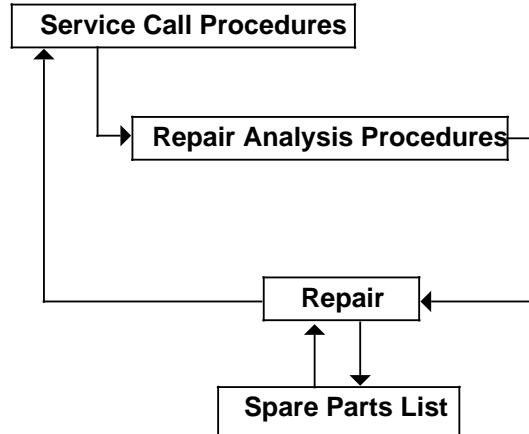 Service Call Procedures
Repair Analysis Procedures
Repair
Spare Parts List